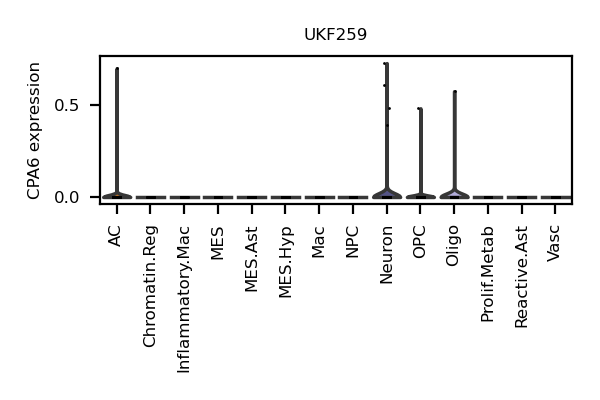 UKF259
CPA6 expression
0.5
0.0
AC
Chromatin.Reg
Inflammatory.Mac
MES
MES.Ast
MES.Hyp
Mac
NPC
Neuron
OPC
Oligo
Prolif.Metab
Reactive.Ast
Vasc